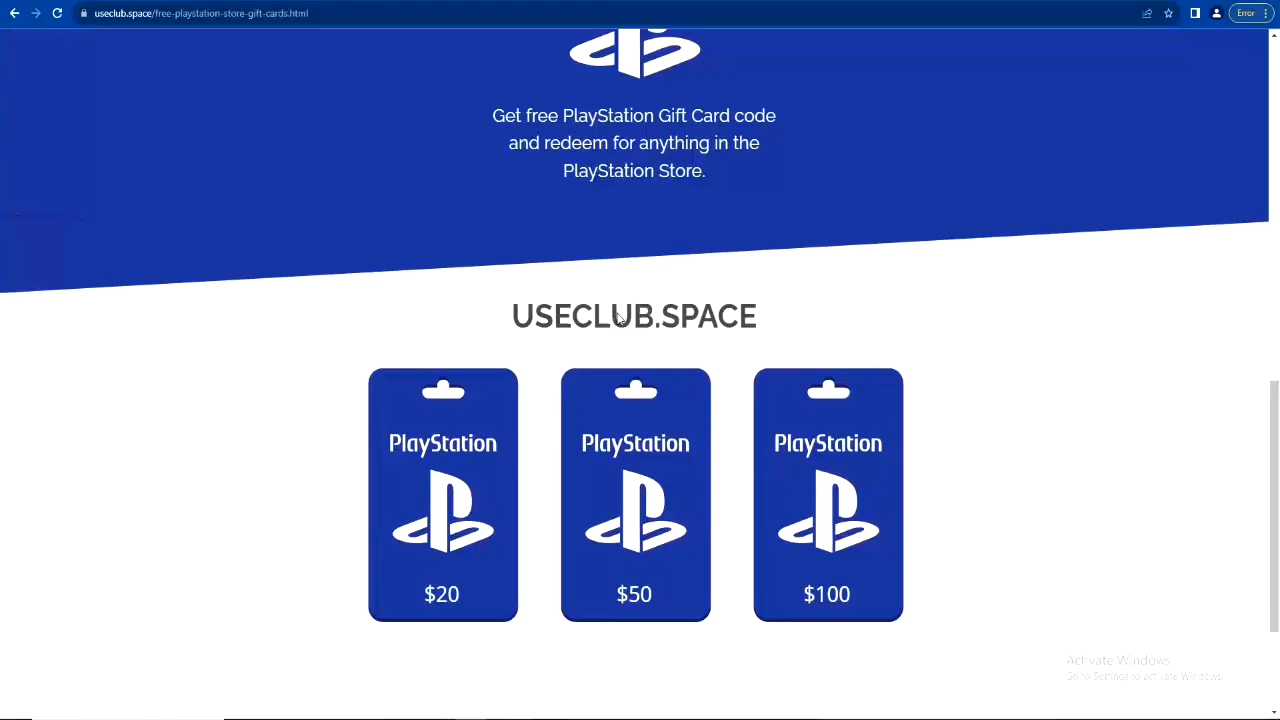 useclub.space/free-playstation-store-gift-cards.html
Error
Get free PlayStation Gift Card code
and redeem for anything in the
PlayStation Store.
USECLUB.SPACE
PlayStation PlayStation PlayStation
$20 $50 $100
Activate Windows
Go to Settings to activate Windows.